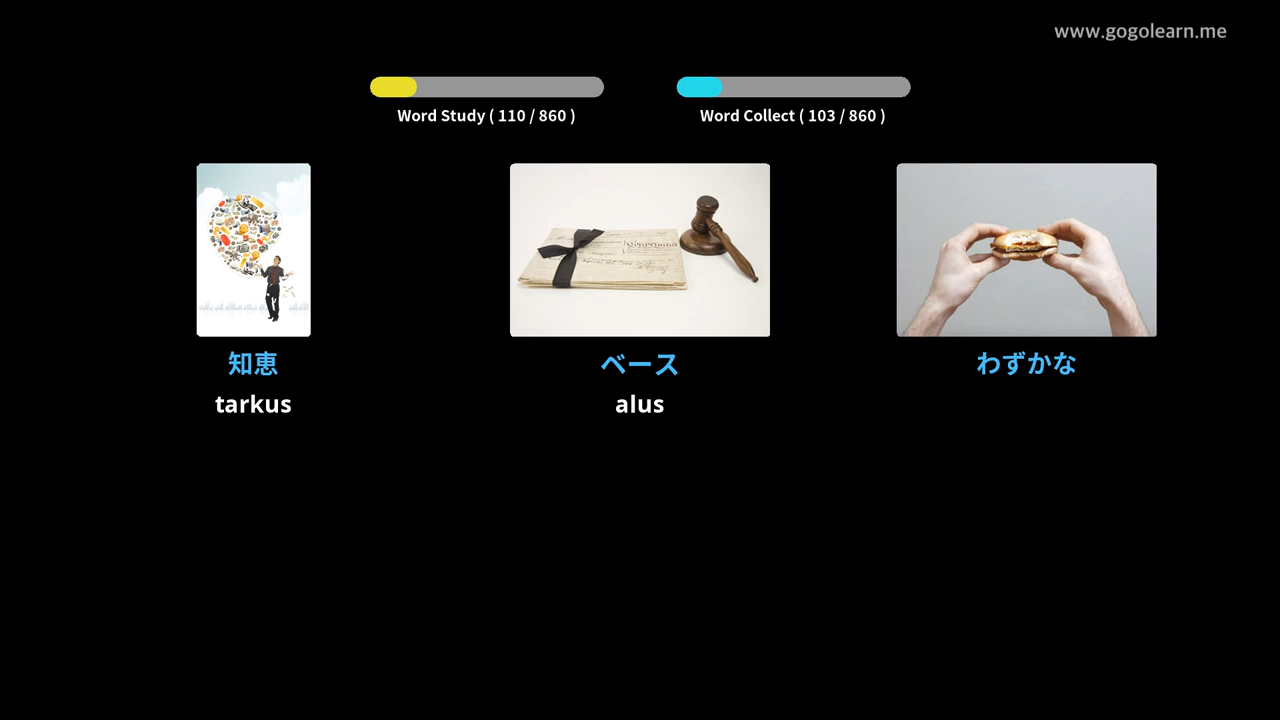 www.gogolearn.me
Word Study ( 110 / 860 )
Word Collect ( 103 / 860 )
知恵
ベース
わずかな
tarkus
alus